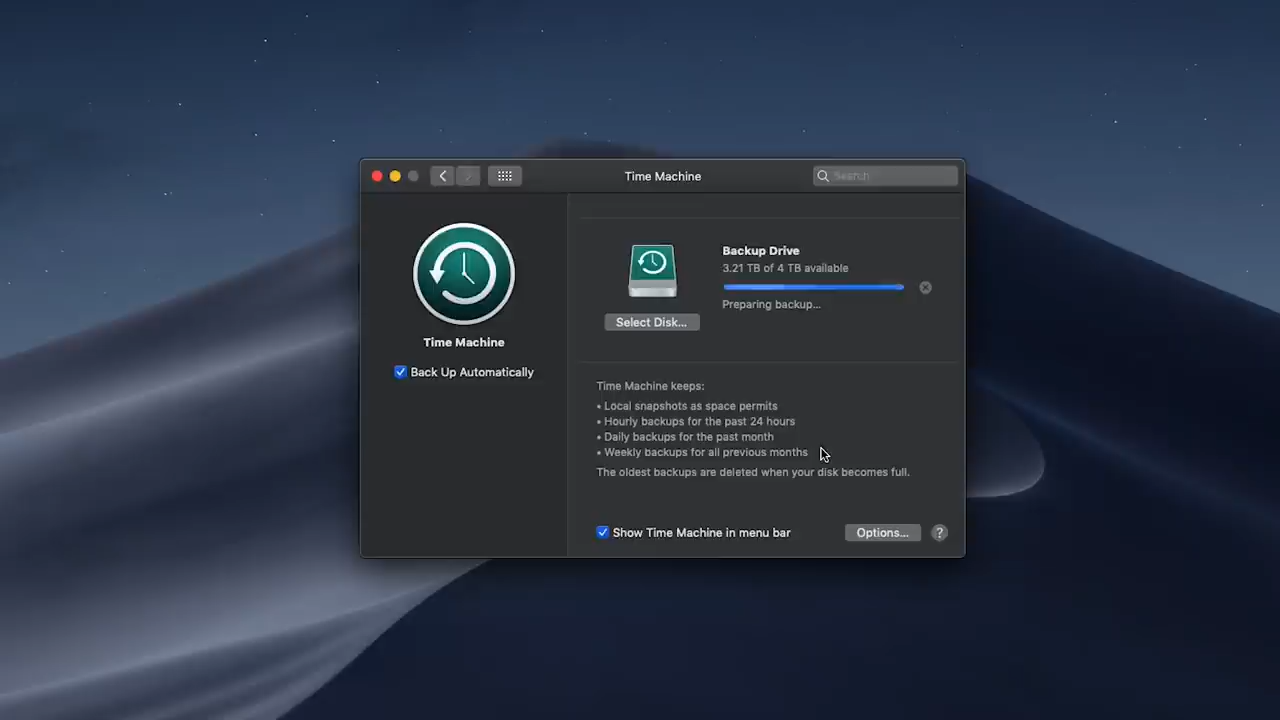 Time Machine
Search
Time Machine
Back Up Automatically
Backup Drive
3.21 TB of 4 TB available
Preparing backup...
Select Disk...
Time Machine keeps:
• Local snapshots as space permits
• Hourly backups for the past 24 hours
• Daily backups for the past month
• Weekly backups for all previous months
The oldest backups are deleted when your disk becomes full.
Show Time Machine in menu bar
Options...
?